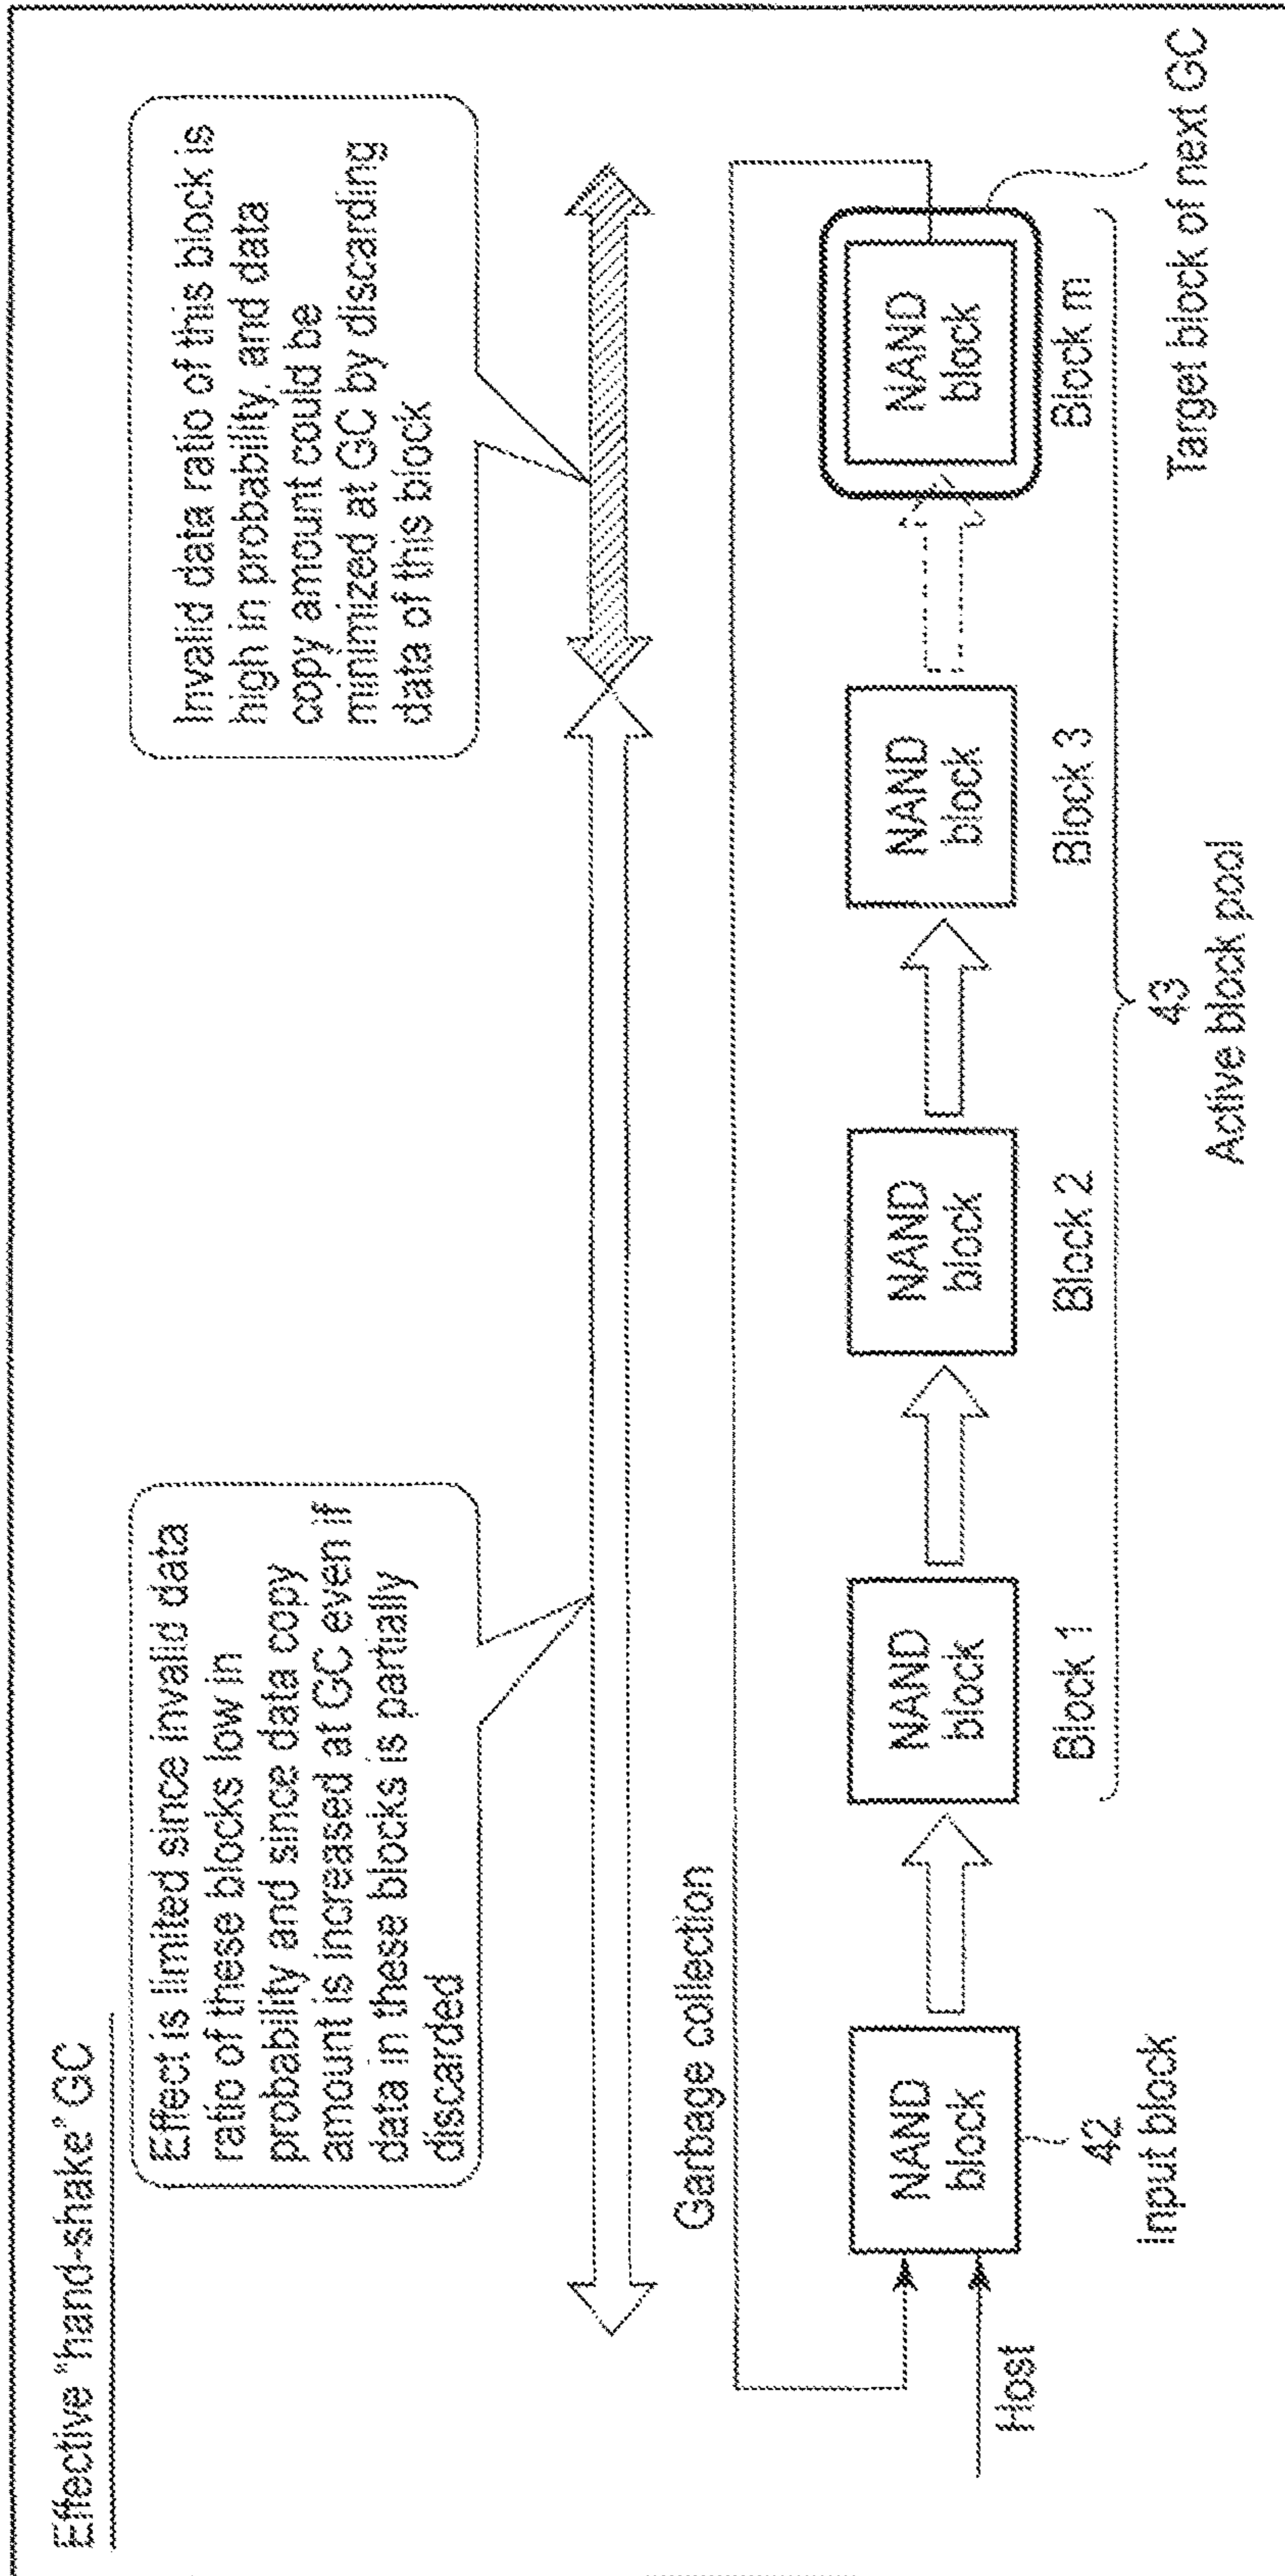 Effective "hand-shake" GC
Effect is limited since invalid data
ratio of these blocks low in
probability and since data copy
amount is increased at GC even if
data in these blocks is partially
discarded
Invalid data ratio of this block is
high in probability, and data
copy amount could be
minimized at GC by discarding
data of this block
Garbage collection
Host
NAND
block
42
Input block
NAND
block
Block 1
NAND
block
Block 2
NAND
block
Block 3
NAND
block
Block m
43
Active block pool
Target block of next GC